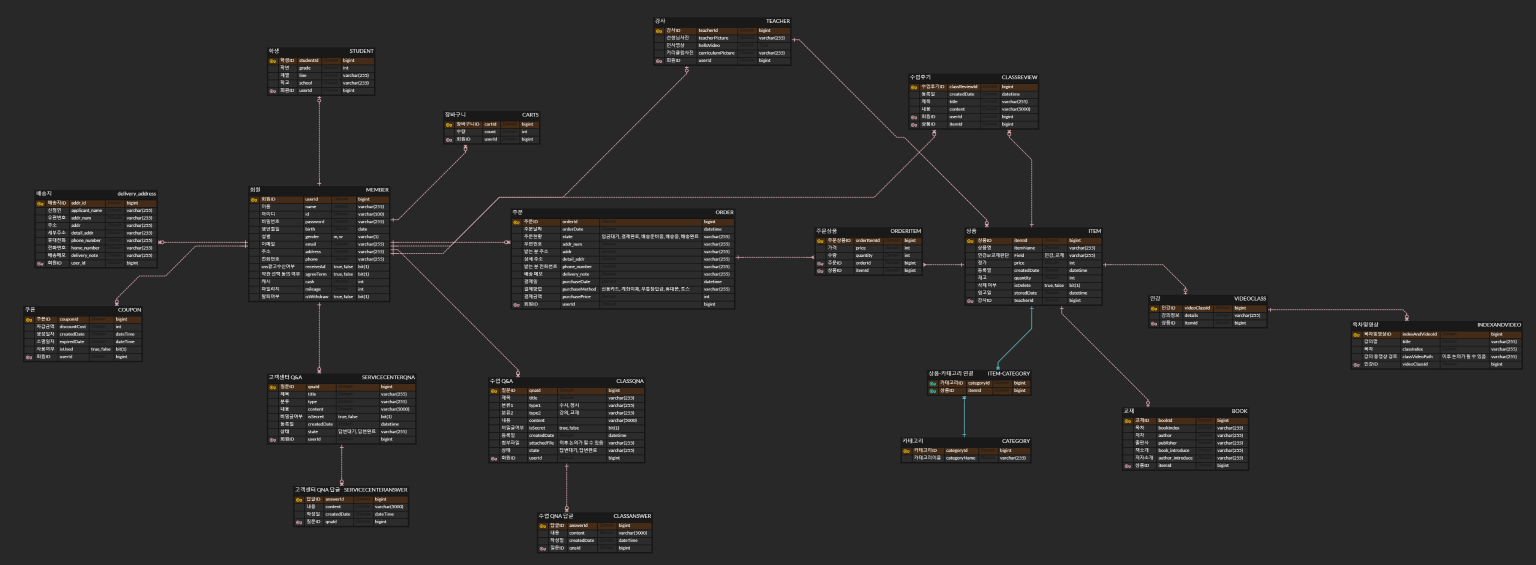 강사 TEACHER
강사ID teacherId bigint
선생님사진 teacherPicture varchar(255)
인사영상 helloVideo
커리큘럼사진 curriculumPicture varchar(255)
회원ID userId bigint
학생 STUDENT
학생ID studentId bigint
학년 grade int
계열 line varchar(255)
학교 school varchar(255)
회원ID userId bigint
수업후기 CLASSREVIEW
수업후기ID classReviewId bigint
등록일 createdDate datetime
제목 title varchar(255)
내용 content varchar(5000)
회원ID userId bigint
상품ID itemId bigint
장바구니 CARTS
장바구니ID cartId bigint
수량 count int
회원ID userId bigint
배송지 delivery_address
배송지ID addr_id bigint
신청인 applicant_name varchar(255)
우편번호 addr_num varchar(255)
주소 addr varchar(255)
세부주소 detail_addr varchar(255)
휴대전화 phone_number varchar(255)
전화번호 home_number varchar(255)
배송메모 delivery_note varchar(255)
회원ID user_id bigint
회원 MEMBER
회원ID userId bigint
이름 name varchar(255)
아이디 id varchar(100)
비밀번호 password varchar(255)
생년월일 birth date
성별 gender m,w varchar(1)
이메일 email varchar(255)
주소 address varchar(255)
전화번호 phone varchar(255)
sms광고수신여부 receiveAd true, false bit(1)
약관 선택 동의 여부 agreeTerm true, false bit(1)
캐시 cash int
마일리지 mileage int
탈퇴여부 isWithdraw true, false bit(1)
주문 ORDER
주문ID orderId bigint
주문날짜 orderDate datetime
주문현황 state 입금대기, 결제완료, 배송준비중, 배송중, 배송완료 varchar(255)
우편번호 addr_num varchar(255)
받는 분 주소 addr varchar(255)
상세 주소 detail_addr varchar(255)
받는 분 전화번호 phone_number varchar(255)
배송 메모 delivery_note varchar(255)
결제일 purchaseDate datetime
결제방법 purchaseMethod 신용카드, 계좌이체, 무통장입금, 휴대폰, 토스 varchar(255)
결제금액 purchasePrice int
회원ID userId bigint
주문상품 ORDERITEM
주문상품ID orderItemId bigint
가격 price int
수량 quantity int
주문ID orderId bigint
상품ID itemId bigint
상품 ITEM
상품ID itemId bigint
상품명 itemName varchar(255)
인강or교재판단 Field 인강,교재 varchar(255)
정가 price int
등록일 createdDate datetime
재고 quantity int
삭제 여부 isDelete true, false bit(1)
입고일 storedDate datetime
강사ID teacherId bigint
인강 VIDEOCLASS
인강ID videoClassId bigint
강의정보 details varchar(255)
상품ID itemId bigint
목차및영상 INDEXANDVIDEO
목차및영상ID indexAndVideoId bigint
강의명 title varchar(255)
목차 classIndex varchar(255)
강의 동영상 경로 classVideoPath 이후 논의가 될 수 있음 varchar(255)
인강ID videoClassId bigint
쿠폰 COUPON
쿠폰ID couponId bigint
차감금액 discountCost int
생성일자 createdDate dateTime
소멸일자 expiredDate dateTime
사용여부 isUsed true,false bit(1)
회원ID userId bigint
고객센터 Q&A SERVICECENTERQNA
질문ID qnaId bigint
제목 title varchar(255)
분류 type varchar(255)
내용 content varchar(5000)
비밀글여부 isSecret true,false bit(1)
등록일 createdDate datetime
상태 state 답변대기,답변완료 varchar(255)
회원ID userId bigint
수업 Q&A CLASSQNA
질문ID qnaId bigint
제목 title varchar(255)
분류1 type1 수시, 정시 varchar(255)
분류2 type2 강의, 교재 varchar(255)
내용 content varchar(5000)
비밀글여부 isSecret true,false bit(1)
등록일 createdDate datetime
첨부파일 attachedFile 이후 논의가 될 수 있음 varchar(255)
상태 state 답변대기,답변완료 varchar(255)
회원ID userId bigint
상품-카테고리 연결 ITEM-CATEGORY
카테고리ID categoryId bigint
상품ID itemId bigint
카테고리 CATEGORY
카테고리ID categoryId bigint
카테고리이름 categoryName varchar(255)
교재 BOOK
교재ID bookId bigint
목차 bookIndex varchar(255)
저자 author varchar(255)
출판사 publisher varchar(255)
책소개 book_introduce varchar(255)
저자소개 author_introduce varchar(255)
상품ID itemId bigint
고객센터 QNA 답글 SERVICECENTERANSWER
답글ID answerId bigint
내용 content varchar(5000)
작성일 createdDate dateTime
질문ID qnaId bigint
수업 QNA 답글 CLASSANSWER
답글ID answerId bigint
내용 content varchar(5000)
작성일 createdDate dateTime
질문ID qnaId bigint